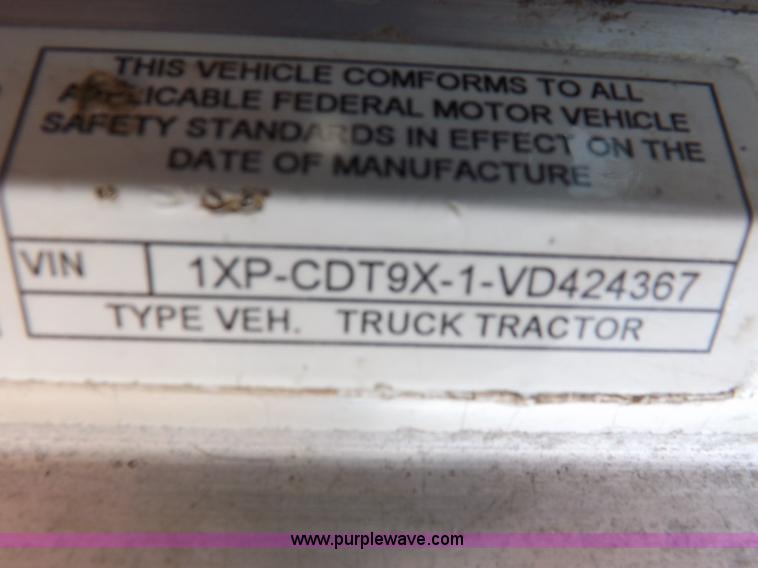 THIS VEHICLE COMFORMS TO ALL
APPLICABLE FEDERAL MOTOR VEHICLE
SAFETY STANDARDS IN EFFECT ON THE
DATE OF MANUFACTURE
VIN 1XP-CDT9X-1-VD424367
TYPE VEH. TRUCK TRACTOR
www.purplewave.com